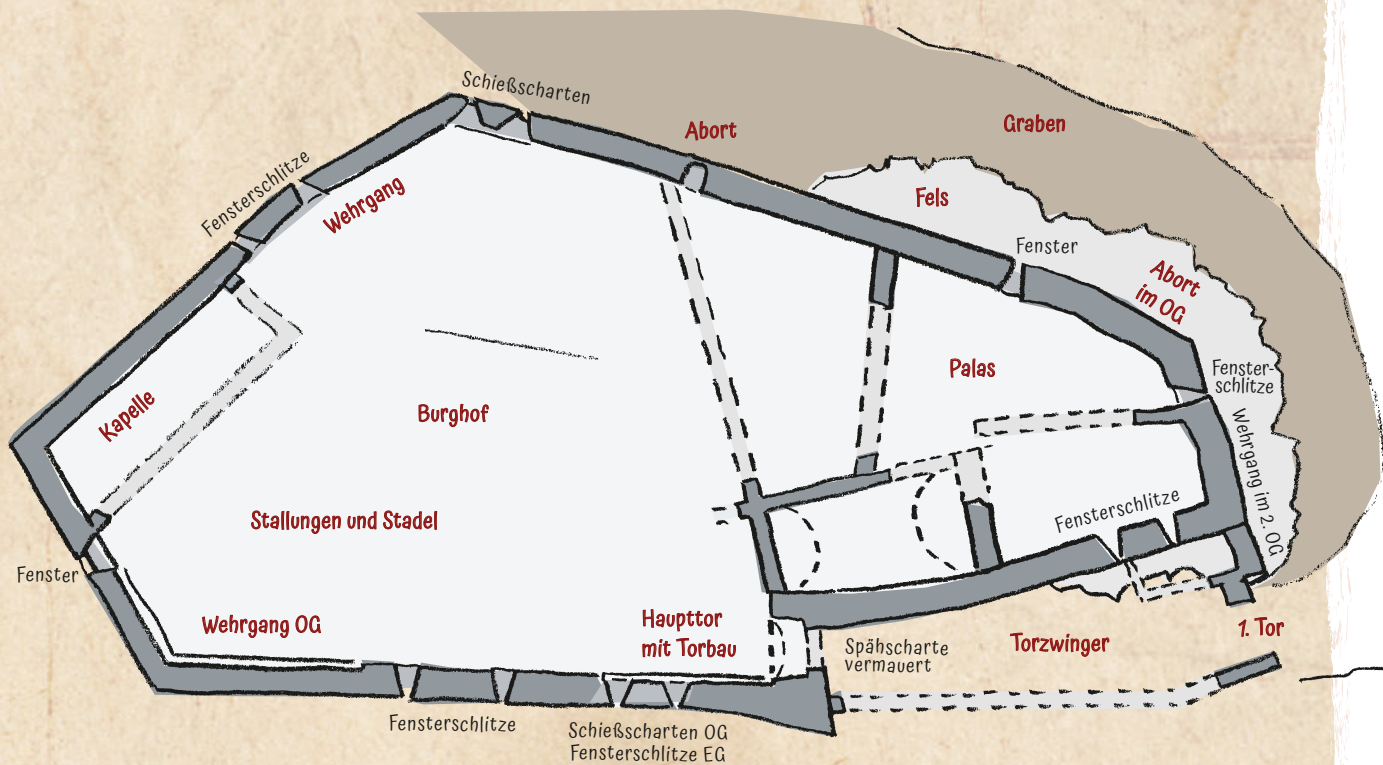 Schießscharten
Abort
Graben
Fensterschlitze
Wehrgang
Fels
Fenster
Abort
im OG
Palas
Fenster-
schlitze
Kapelle
Burghof
Wehrgang im 2. OG
Stallungen und Stadel
Fensterschlitze
Fenster
Wehrgang OG
Haupttor
mit Torbau
Spähscharte
vermauert
Torzwinger
1. Tor
Fensterschlitze
Schießscharten OG
Fensterschlitze EG